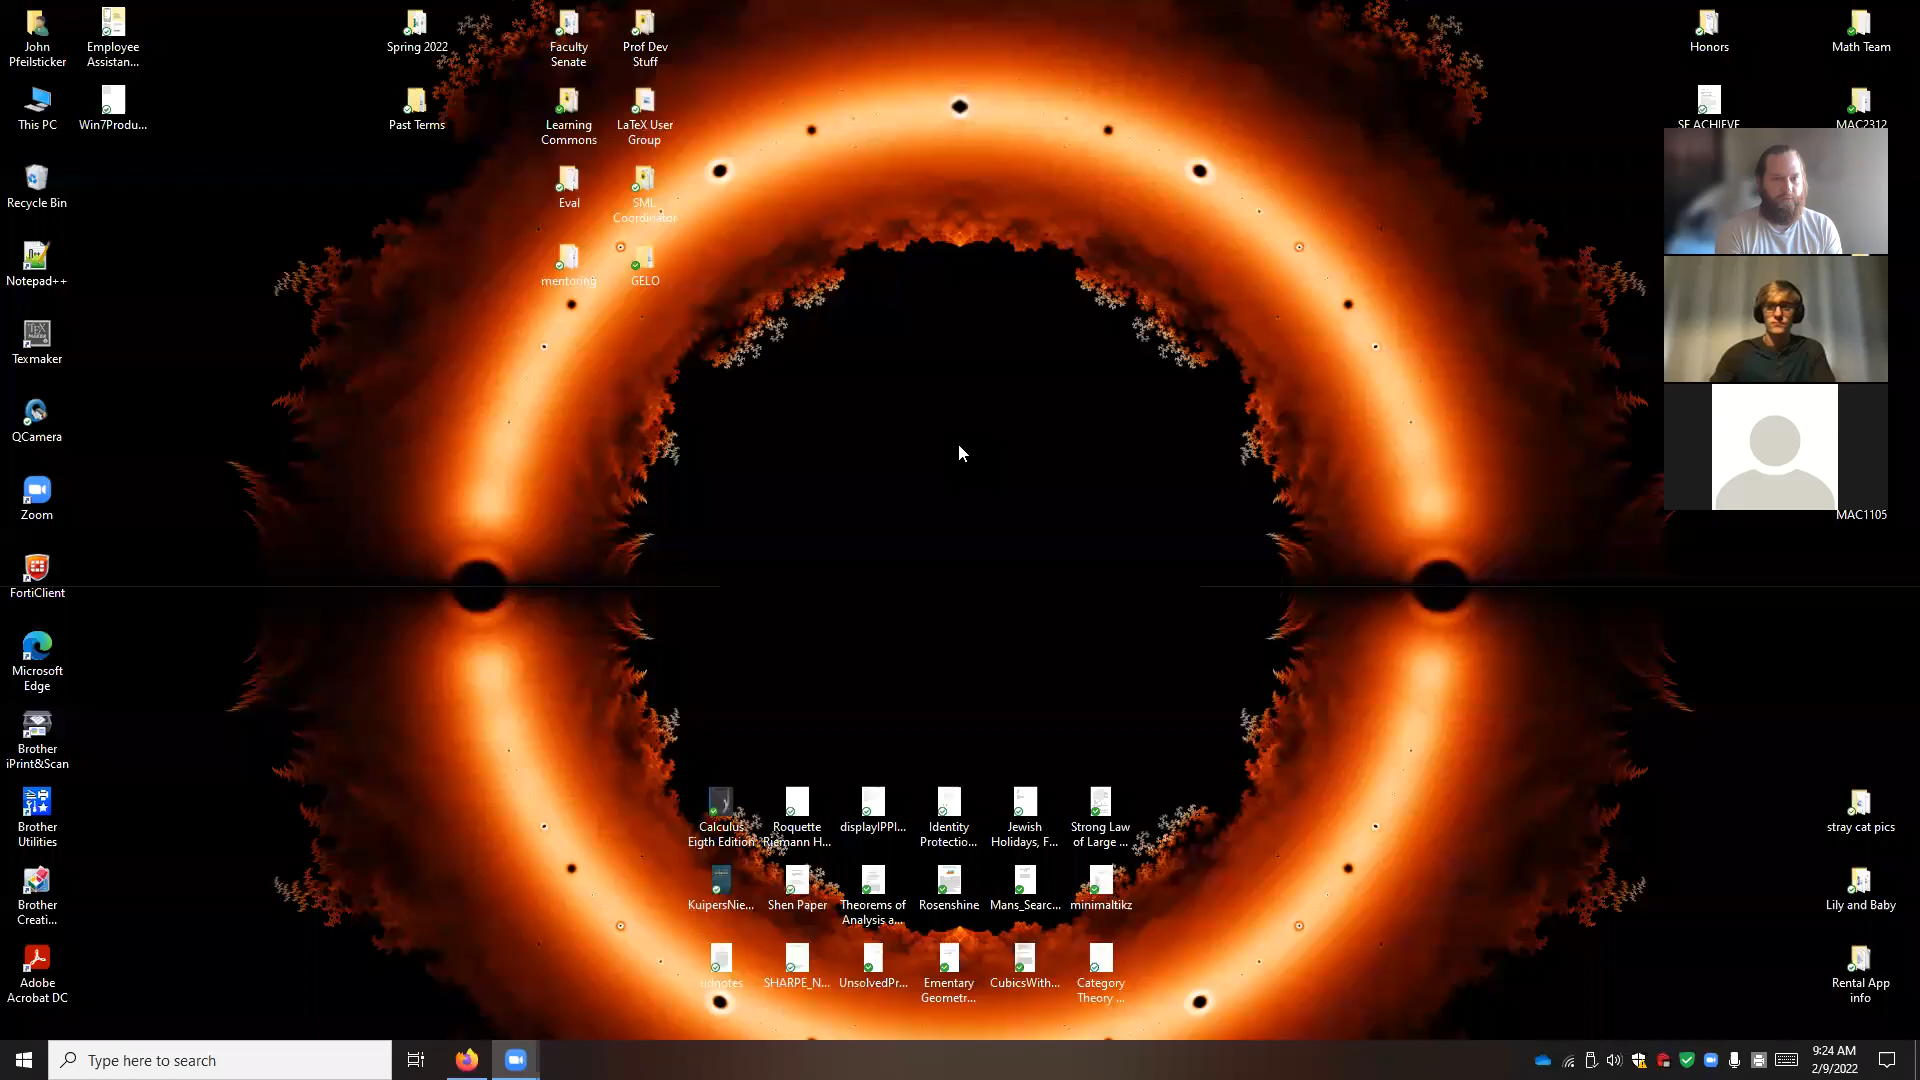 John
Pfeilsticker
Employee
Assistan...
Spring 2022
Faculty
Senate
Prof Dev
Stuff
Honors
Math Team
This PC
Win7Produ...
Past Terms
Learning
Commons
LaTeX User
Group
SF ACHIEVE
MAC2312
Recycle Bin
Eval
SML
Coordinator
Notepad++
mentoring
GELO
Texmaker
QCamera
Zoom
MAC1105
FortiClient
Microsoft
Edge
Brother
iPrint&Scan
Brother
Utilities
Calculus
Eigth Edition
Roquette
Riemann H...
displayIPPI...
Identity
Protectio...
Jewish
Holidays, F...
Strong Law
of Large ...
stray cat pics
Brother
Creati...
KuipersNie...
Shen Paper
Theorems of
Analysis a...
Rosenshine
Mans_Searc...
minimaltikz
Lily and Baby
Adobe
Acrobat DC
SHARPE_N...
UnsolvedPr...
Ementary
Geometr...
CubicsWith...
Category
Theory ...
Rental App
info
Type here to search
9:24 AM
2/9/2022